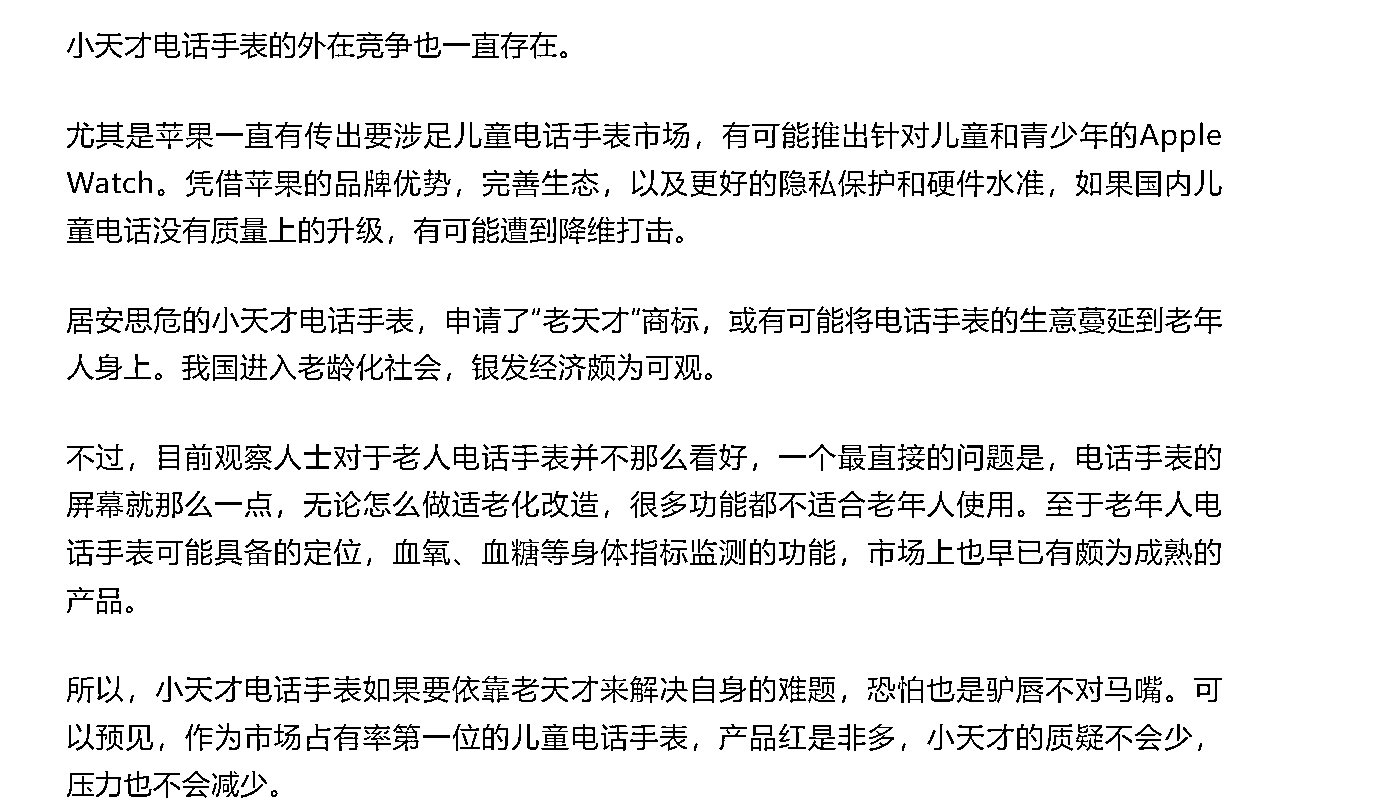 小天才电话手表的外在竞争也一直存在。
尤其是苹果一直有传出要涉足儿童电话手表市场，有可能推出针对儿童和青少年的Apple
Watch。凭借苹果的品牌优势，完善生态，以及更好的隐私保护和硬件水准，如果国内儿
童电话没有质量上的升级，有可能遭到降维打击。
居安思危的小天才电话手表，申请了“老天才”商标，或有可能将电话手表的生意蔓延到老年
人身上。我国进入老龄化社会，银发经济颇为可观。
不过，目前观察人士对于老人电话手表并不那么看好，一个最直接的问题是，电话手表的
屏幕就那么一点，无论怎么做适老化改造，很多功能都不适合老年人使用。至于老年人电
话手表可能具备的定位，血氧、血糖等身体指标监测的功能，市场上也早已有颇为成熟的
产品。
所以，小天才电话手表如果要依靠老天才来解决自身的难题，恐怕也是驴唇不对马嘴。可
以预见，作为市场占有率第一位的儿童电话手表，产品红是非多，小天才的质疑不会少，
压力也不会减少。